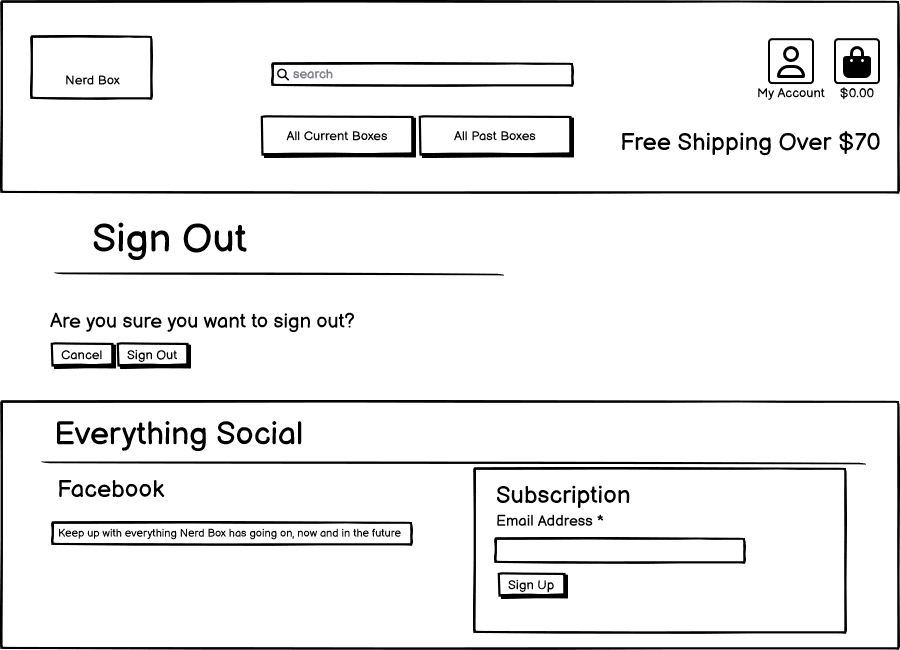 Nerd Box
search
My Account
$0.00
All Current Boxes
All Past Boxes
Free Shipping Over $70
Sign Out
Are you sure you want to sign out?
Cancel
Sign Out
Everything Social
Facebook
Keep up with everything Nerd Box has going on, now and in the future
Subscription
Email Address *
Sign Up